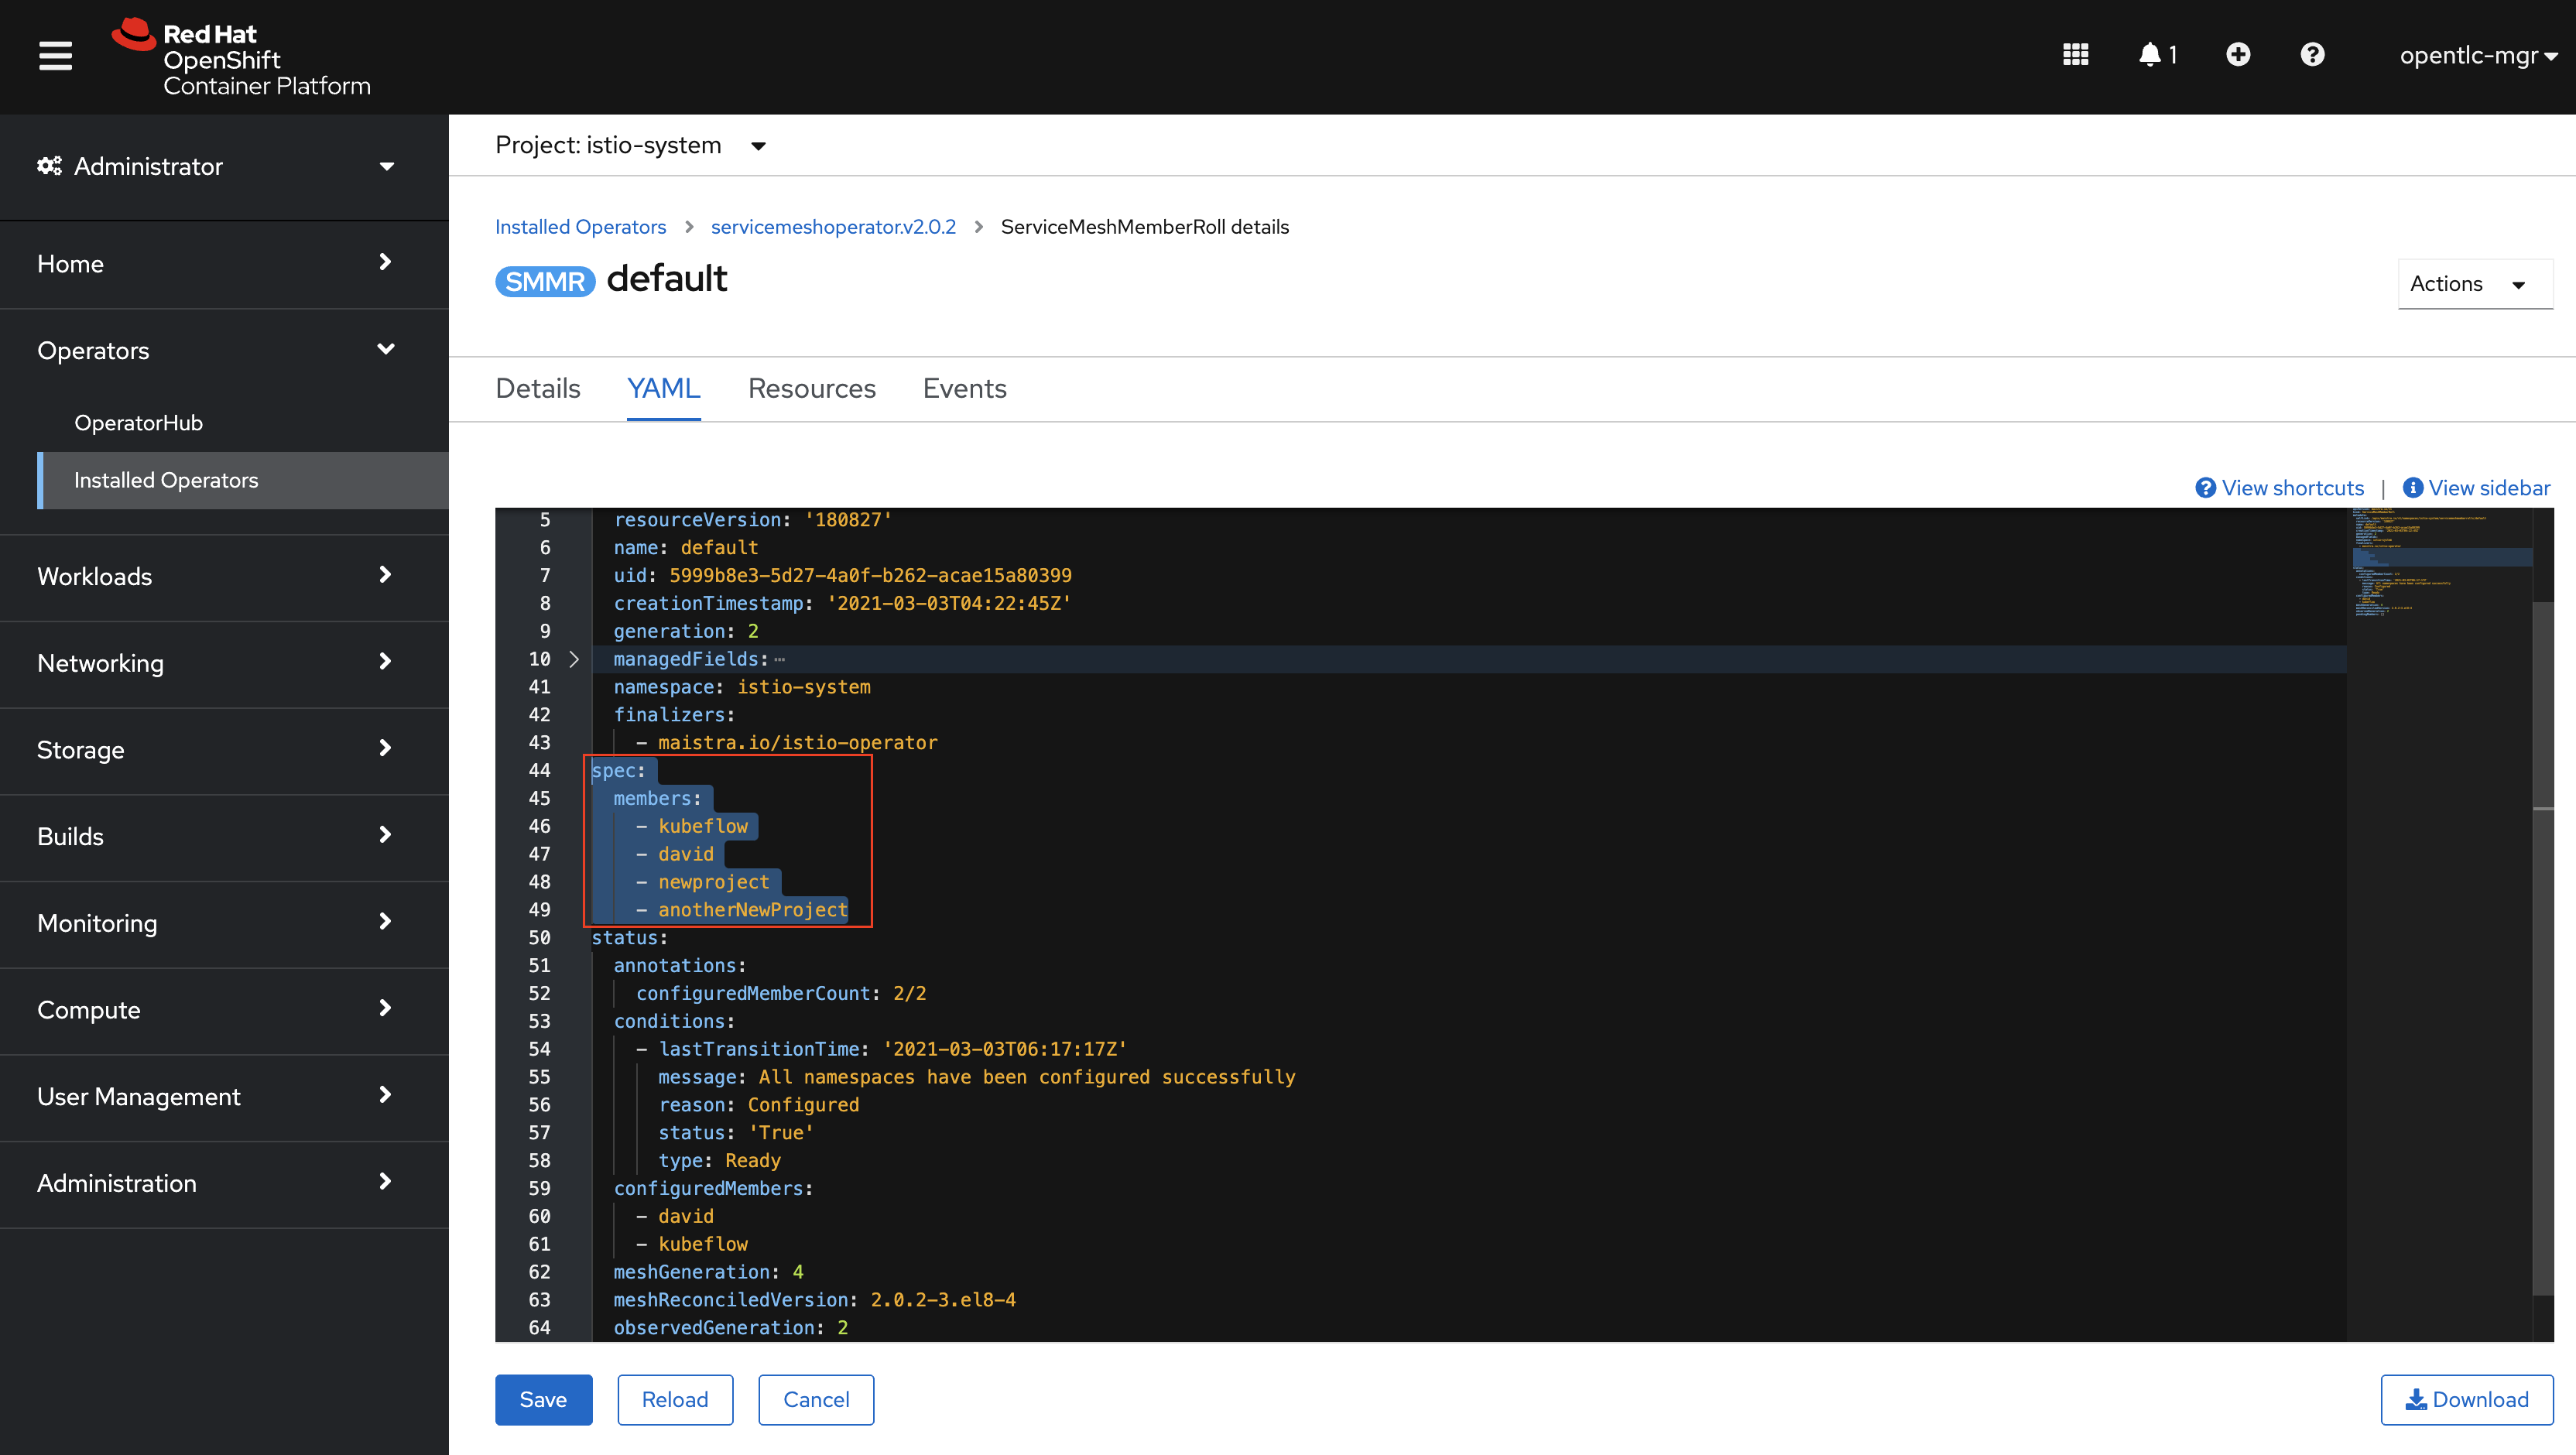 Red Hat
OpenShift
Container Platform
1
opentlc-mgr
Administrator
Home
Operators
OperatorHub
Installed Operators
Workloads
Networking
Storage
Builds
Monitoring
Compute
User Management
Administration
Project: istio-system
Installed Operators > servicemeshoperator.v2.0.2 > ServiceMeshMemberRoll details
SMMR default
Actions
Details YAML Resources Events
View shortcuts | View sidebar
5 resourceVersion: '180827'
6 name: default
7 uid: 5999b8e3-5d27-4a0f-b262-acae15a80399
8 creationTimestamp: '2021-03-03T04:22:45Z'
9 generation: 2
10 managedFields: ⋯
41 namespace: istio-system
42 finalizers:
43 - maistra.io/istio-operator
44 spec:
45 members:
46 - kubeflow
47 - david
48 - newproject
49 - anotherNewProject
50 status:
51 annotations:
52 configuredMemberCount: 2/2
53 conditions:
54 - lastTransitionTime: '2021-03-03T06:17:17Z'
55 message: All namespaces have been configured successfully
56 reason: Configured
57 status: 'True'
58 type: Ready
59 configuredMembers:
60 - david
61 - kubeflow
62 meshGeneration: 4
63 meshReconciledVersion: 2.0.2-3.el8-4
64 observedGeneration: 2
Save Reload Cancel Download